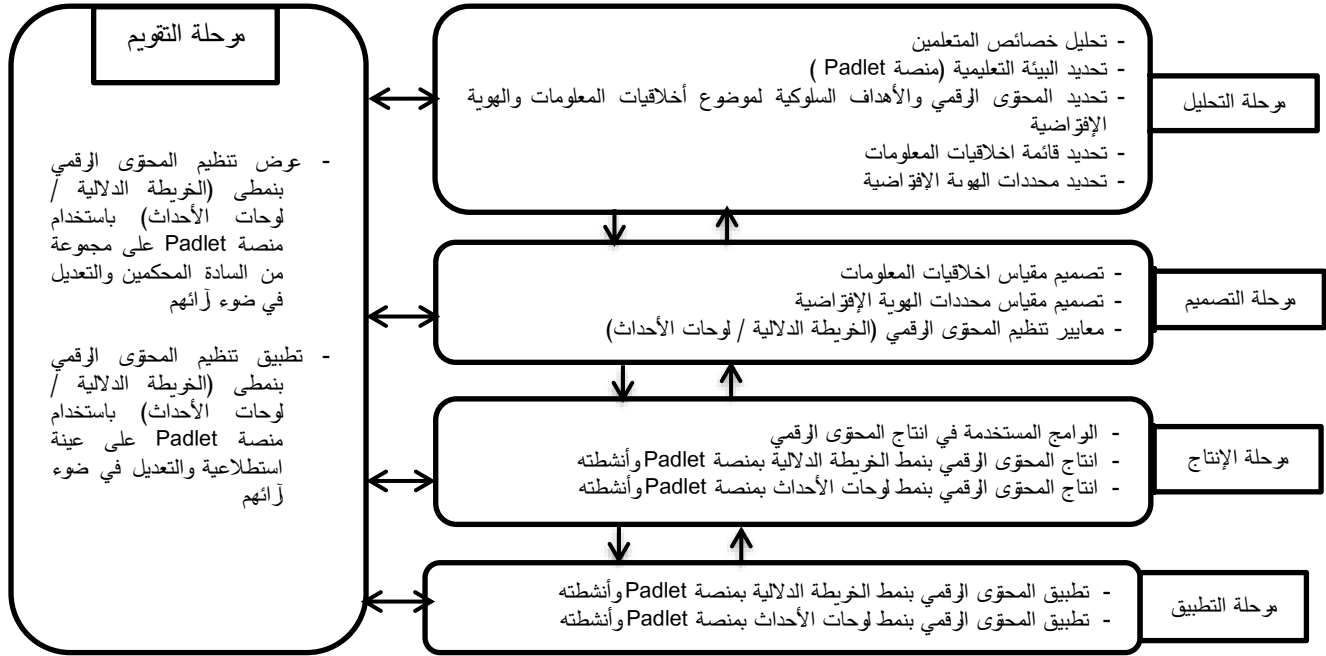 مرحلة التحليل
- تحليل خصائص المتعلمين
- تحديد البيئة التعليمية (منصة Padlet )
- تحديد المحتوى الرقمي والأهداف السلوكية لموضوع أخلاقيات المعلومات والهوية
الإفتراضية
- تحديد قائمة اخلاقيات المعلومات
- تحديد محددات الهوية الإفتراضية
مرحلة التصميم
- تصميم مقياس اخلاقيات المعلومات
- تصميم مقياس محددات الهوية الإفتراضية
- معايير تنظيم المحتوى الرقمي (الخريطة الدلالية / لوحات الأحداث)
مرحلة الإنتاج
- البرامج المستخدمة في انتاج المحتوى الرقمي
- انتاج المحتوى الرقمي بنمط الخريطة الدلالية بمنصة Padlet وأنشطته
- انتاج المحتوى الرقمي بنمط لوحات الأحداث بمنصة Padlet وأنشطته
مرحلة التطبيق
- تطبيق المحتوى الرقمي بنمط الخريطة الدلالية بمنصة Padlet وأنشطته
- تطبيق المحتوى الرقمي بنمط لوحات الأحداث بمنصة Padlet وأنشطته
مرحلة التقويم
- عرض تنظيم المحتوى الرقمي
بنمطى (الخريطة الدلالية /
لوحات الأحداث) باستخدام
منصة Padlet على مجموعة
من السادة المحكمين والتعديل
في ضوء آرائهم
- تطبيق تنظيم المحتوى الرقمي
بنمطى (الخريطة الدلالية /
لوحات الأحداث) باستخدام
منصة Padlet على عينة
استطلاعية والتعديل في ضوء
آرائهم